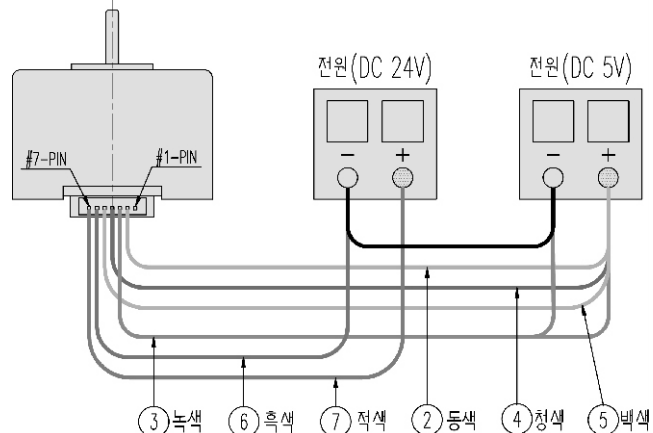 전원(DC 24V)
전원(DC 5V)
#7-PIN
#1-PIN
- +
- +
③녹색 ⑥흑색 ⑦적색 ②등색 ④청색 ⑤백색